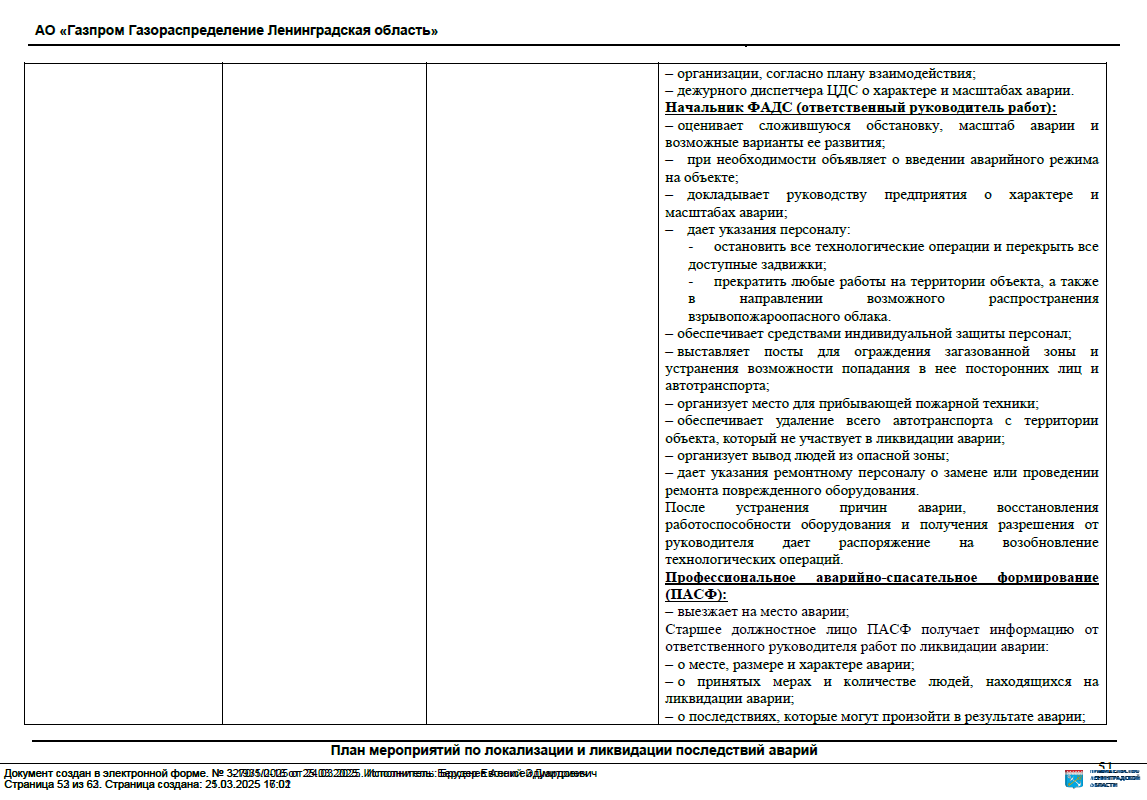 АО «Газпром Газораспределение Ленинградская область»
– организации, согласно плану взаимодействия;
– дежурного диспетчера ЦДС о характере и масштабах аварии.
Начальник ФАДС (ответственный руководитель работ):
– оценивает сложившуюся обстановку, масштаб аварии и
возможные варианты ее развития;
– при необходимости объявляет о введении аварийного режима
на объекте;
– докладывает руководству предприятия о характере и
масштабах аварии;
– дает указания персоналу:
- остановить все технологические операции и перекрыть все
доступные задвижки;
- прекратить любые работы на территории объекта, а также
в направлении возможного распространения
взрывопожароопасного облака.
– обеспечивает средствами индивидуальной защиты персонал;
– выставляет посты для ограждения загазованной зоны и
устранения возможности попадания в нее посторонних лиц и
автотранспорта;
– организует место для прибывающей пожарной техники;
– обеспечивает удаление всего автотранспорта с территории
объекта, который не участвует в ликвидации аварии;
– организует вывод людей из опасной зоны;
– дает указания ремонтному персоналу о замене или проведении
ремонта поврежденного оборудования.
После устранения причин аварии, восстановления
работоспособности оборудования и получения разрешения от
руководителя дает распоряжение на возобновление
технологических операций.
Профессиональное аварийно-спасательное формирование
(ПАСФ):
– выезжает на место аварии;
Старшее должностное лицо ПАСФ получает информацию от
ответственного руководителя работ по ликвидации аварии:
– о месте, размере и характере аварии;
– о принятых мерах и количестве людей, находящихся на
ликвидации аварии;
– о последствиях, которые могут произойти в результате аварии;
План мероприятий по локализации и ликвидации последствий аварий
51
Документ создан в электронной форме. №
Страница из Страница создана:
ЛЕНИНГРАДСКОЙ
ОБЛАСТИ